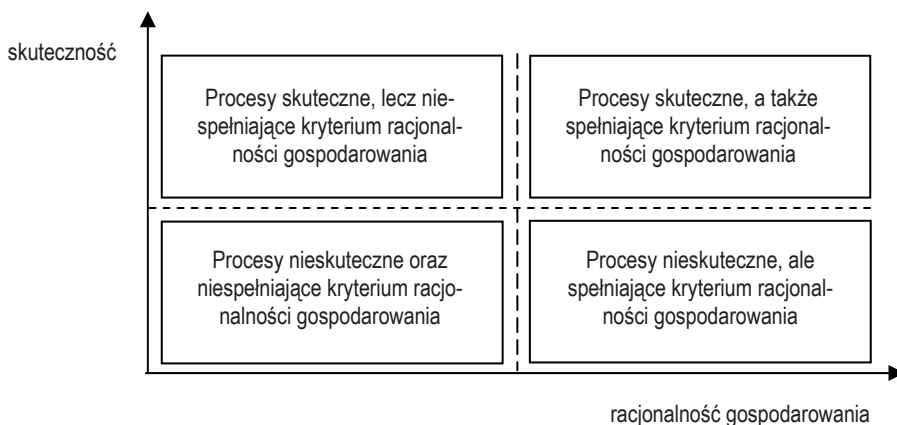 skuteczność
Procesy skuteczne, lecz nie-
spełniające kryterium racjonal-
ności gospodarowania
Procesy skuteczne, a także
spełniające kryterium racjonal-
ności gospodarowania
Procesy nieskuteczne oraz
niespełniające kryterium racjo-
nalności gospodarowania
Procesy nieskuteczne, ale
spełniające kryterium racjonal-
ności gospodarowania
racjonalność gospodarowania